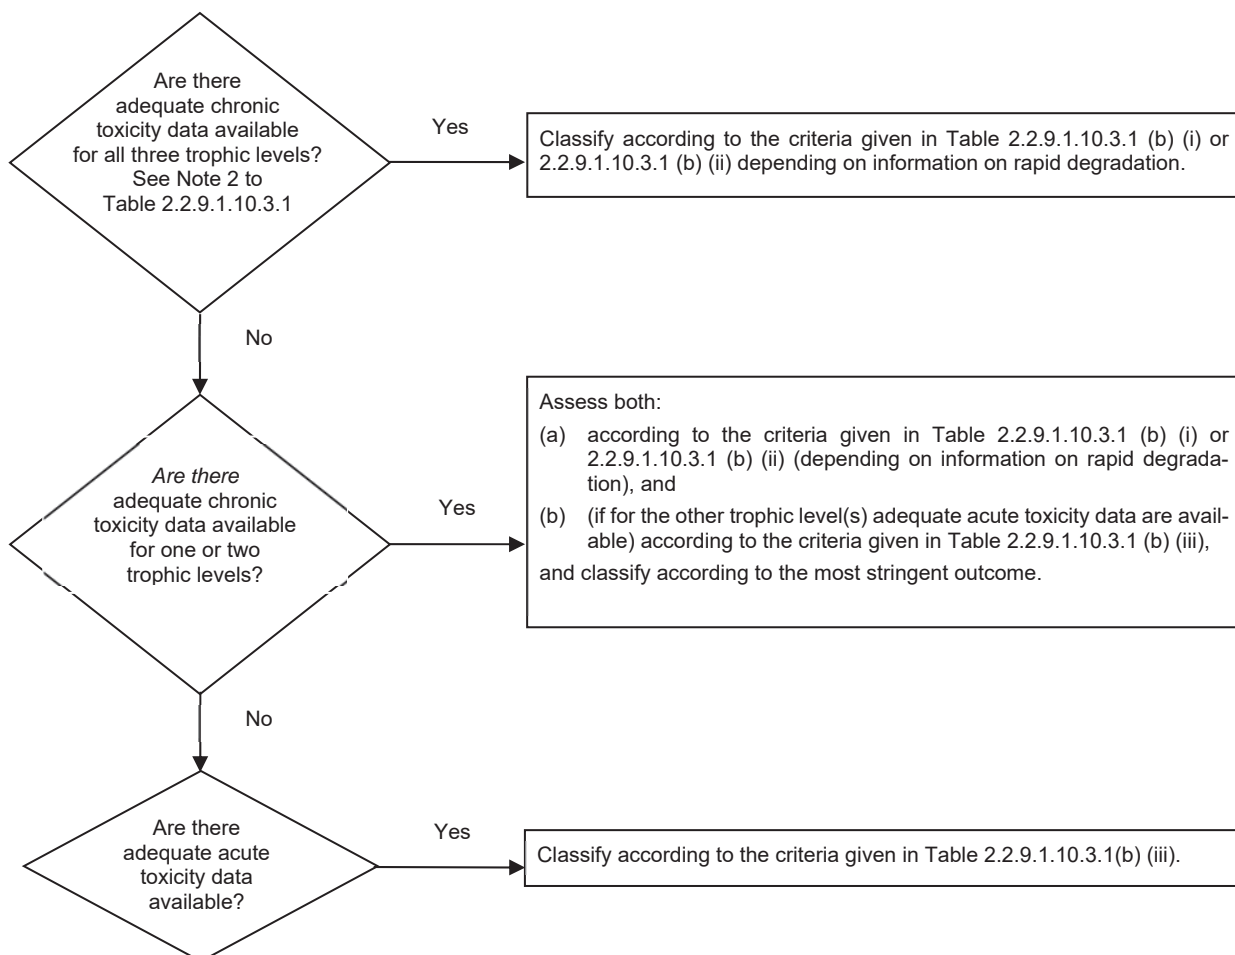 Are there
adequate chronic
toxicity data available
for all three trophic levels?
See Note 2 to
Table 2.2.9.1.10.3.1
Yes
Classify according to the criteria given in Table 2.2.9.1.10.3.1 (b) (i) or
2.2.9.1.10.3.1 (b) (ii) depending on information on rapid degradation.
No
Are there
adequate chronic
toxicity data available
for one or two
trophic levels?
Yes
Assess both:
(a) according to the criteria given in Table 2.2.9.1.10.3.1 (b) (i) or
2.2.9.1.10.3.1 (b) (ii) (depending on information on rapid degrada-
tion), and
(b) (if for the other trophic level(s) adequate acute toxicity data are avail-
able) according to the criteria given in Table 2.2.9.1.10.3.1 (b) (iii),
and classify according to the most stringent outcome.
No
Are there
adequate acute
toxicity data
available?
Yes
Classify according to the criteria given in Table 2.2.9.1.10.3.1(b) (iii).